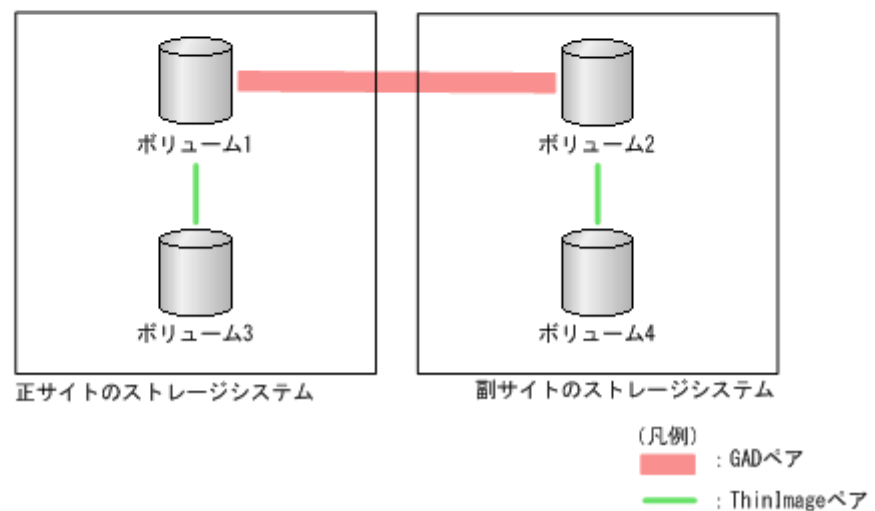 ボリューム1
ボリューム2
ボリューム3
ボリューム4
正サイトのストレージシステム
副サイトのストレージシステム
(凡例)
:GADペア
:ThinImageペア